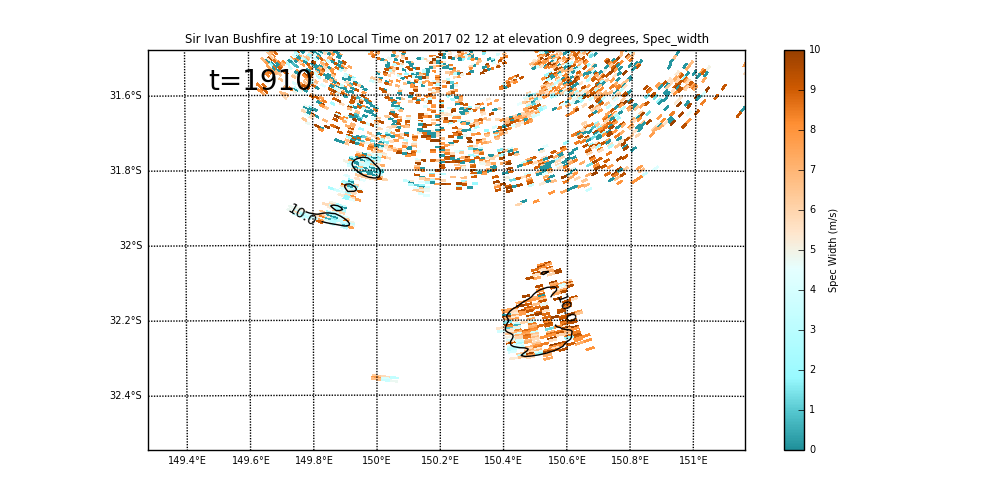 Sir Ivan Bushfire at 19:10 Local Time on 2017 02 12 at elevation 0.9 degrees, Spec_width
t=1910
31.6°S
31.8°S
32°S
32.2°S
32.4°S
10.0
149.4°E 149.6°E 149.8°E 150°E 150.2°E 150.4°E 150.6°E 150.8°E 151°E
10
9
8
7
6
5
4
3
2
1
0
Spec Width (m/s)